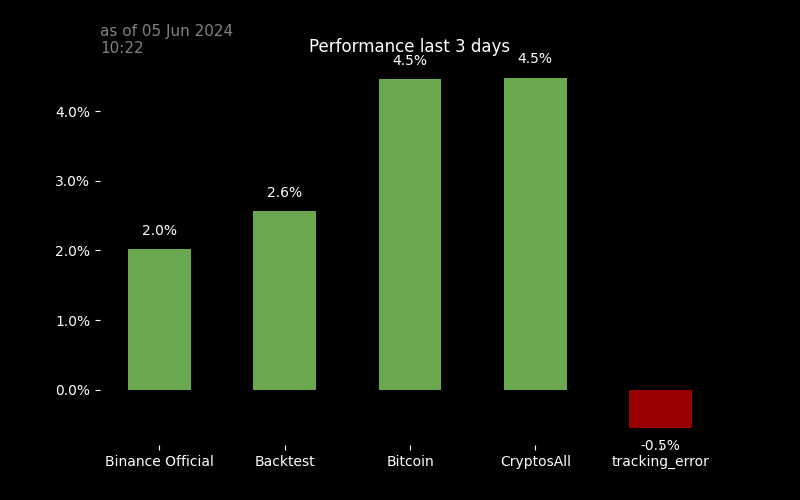 as of 05 Jun 2024
10:22
Performance last 3 days
4.5%
4.5%
4.0%
3.0%
2.6%
2.0%
2.0%
1.0%
0.0%
-0.5%
Binance Official
Backtest
Bitcoin
CryptosAll
tracking_error